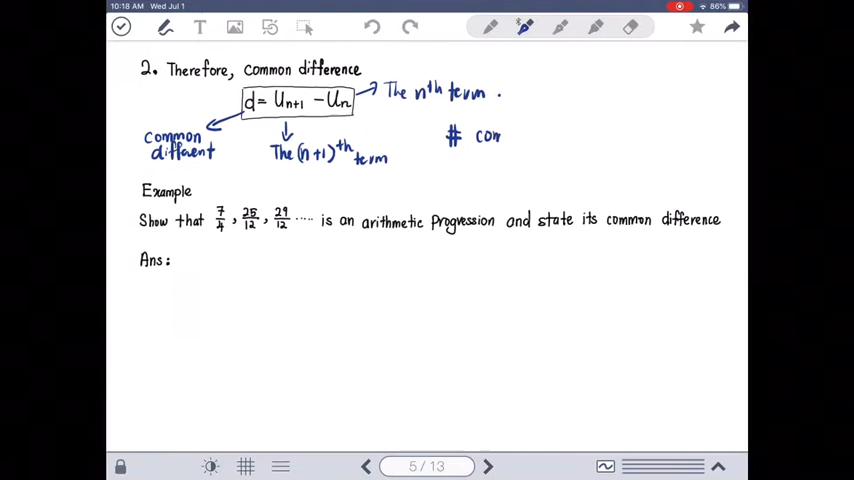 10:18 AM Wed Jul 1
86%
2. Therefore, common difference
d = Un+1 - Un
The nth term .
common
different
The (n+1)th
term
# com
Example
Show that 7/4, 25/12, 29/12 ..... is an arithmetic Progression and state its common difference
Ans:
5 / 13